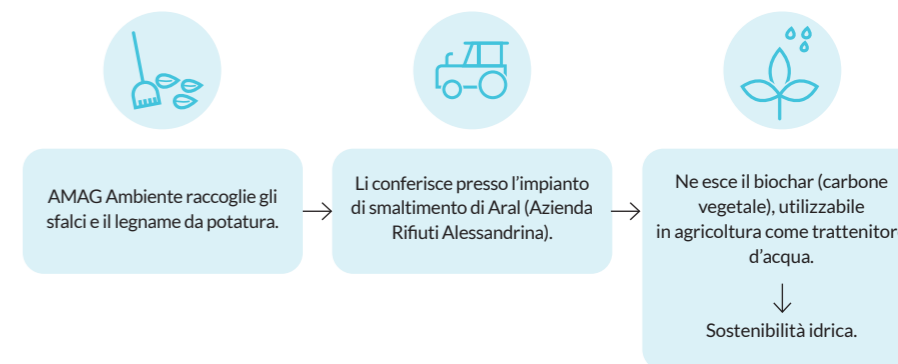 AMAG Ambiente raccoglie gli
sfalci e il legname da potatura.
Li conferisce presso l’impianto
di smaltimento di Aral (Azienda
Rifiuti Alessandrina).
Ne esce il biochar (carbone
vegetale), utilizzabile
in agricoltura come trattenitor
d’acqua.
Sostenibilità idrica.